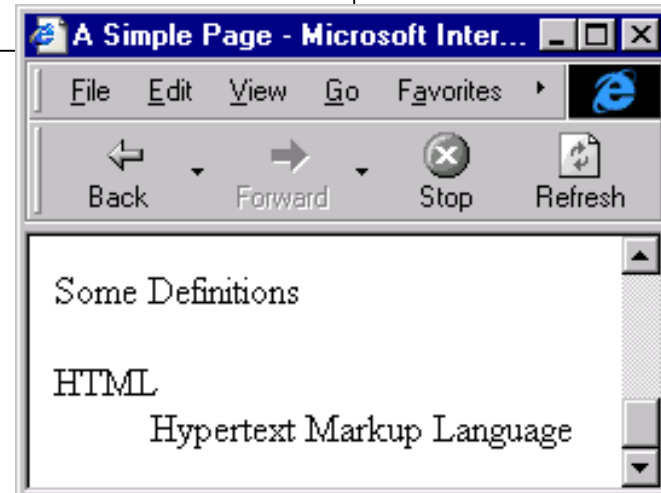 A Simple Page - Microsoft Inter...
File Edit View Go Favorites
Back Forward Stop Refresh
Some Definitions
HTML
Hypertext Markup Language